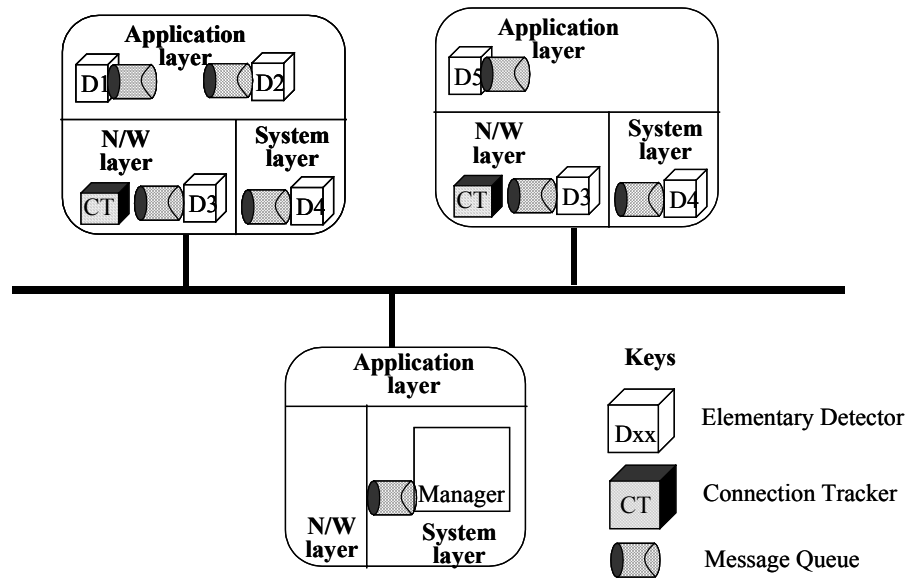 Application
layer
D1
D2
N/W
layer
System
layer
CT
D3
D4
Application
layer
D5
N/W
layer
System
layer
CT
D3
D4
Application
layer
Manager
N/W
layer
System
layer
Keys
Dxx
Elementary Detector
CT
Connection Tracker
Message Queue